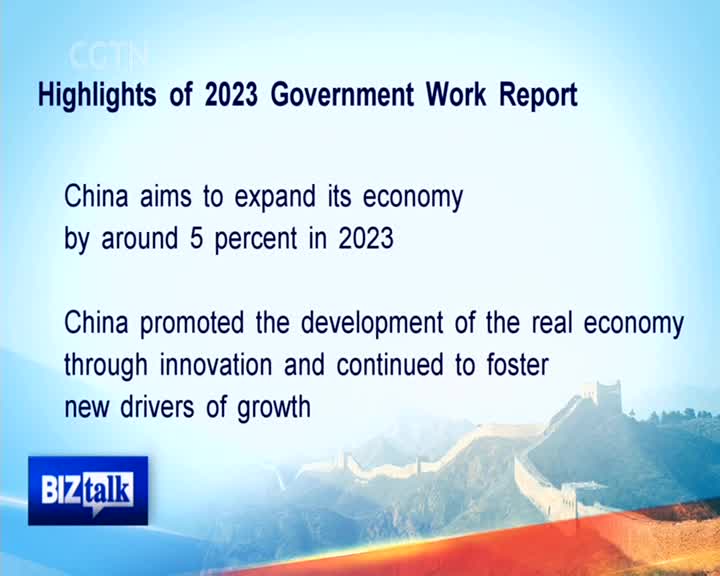 CGTN
Highlights of 2023 Government Work Report
China aims to expand its economy
by around 5 percent in 2023
China promoted the development of the real economy
through innovation and continued to foster
new drivers of growth
BIZtalk